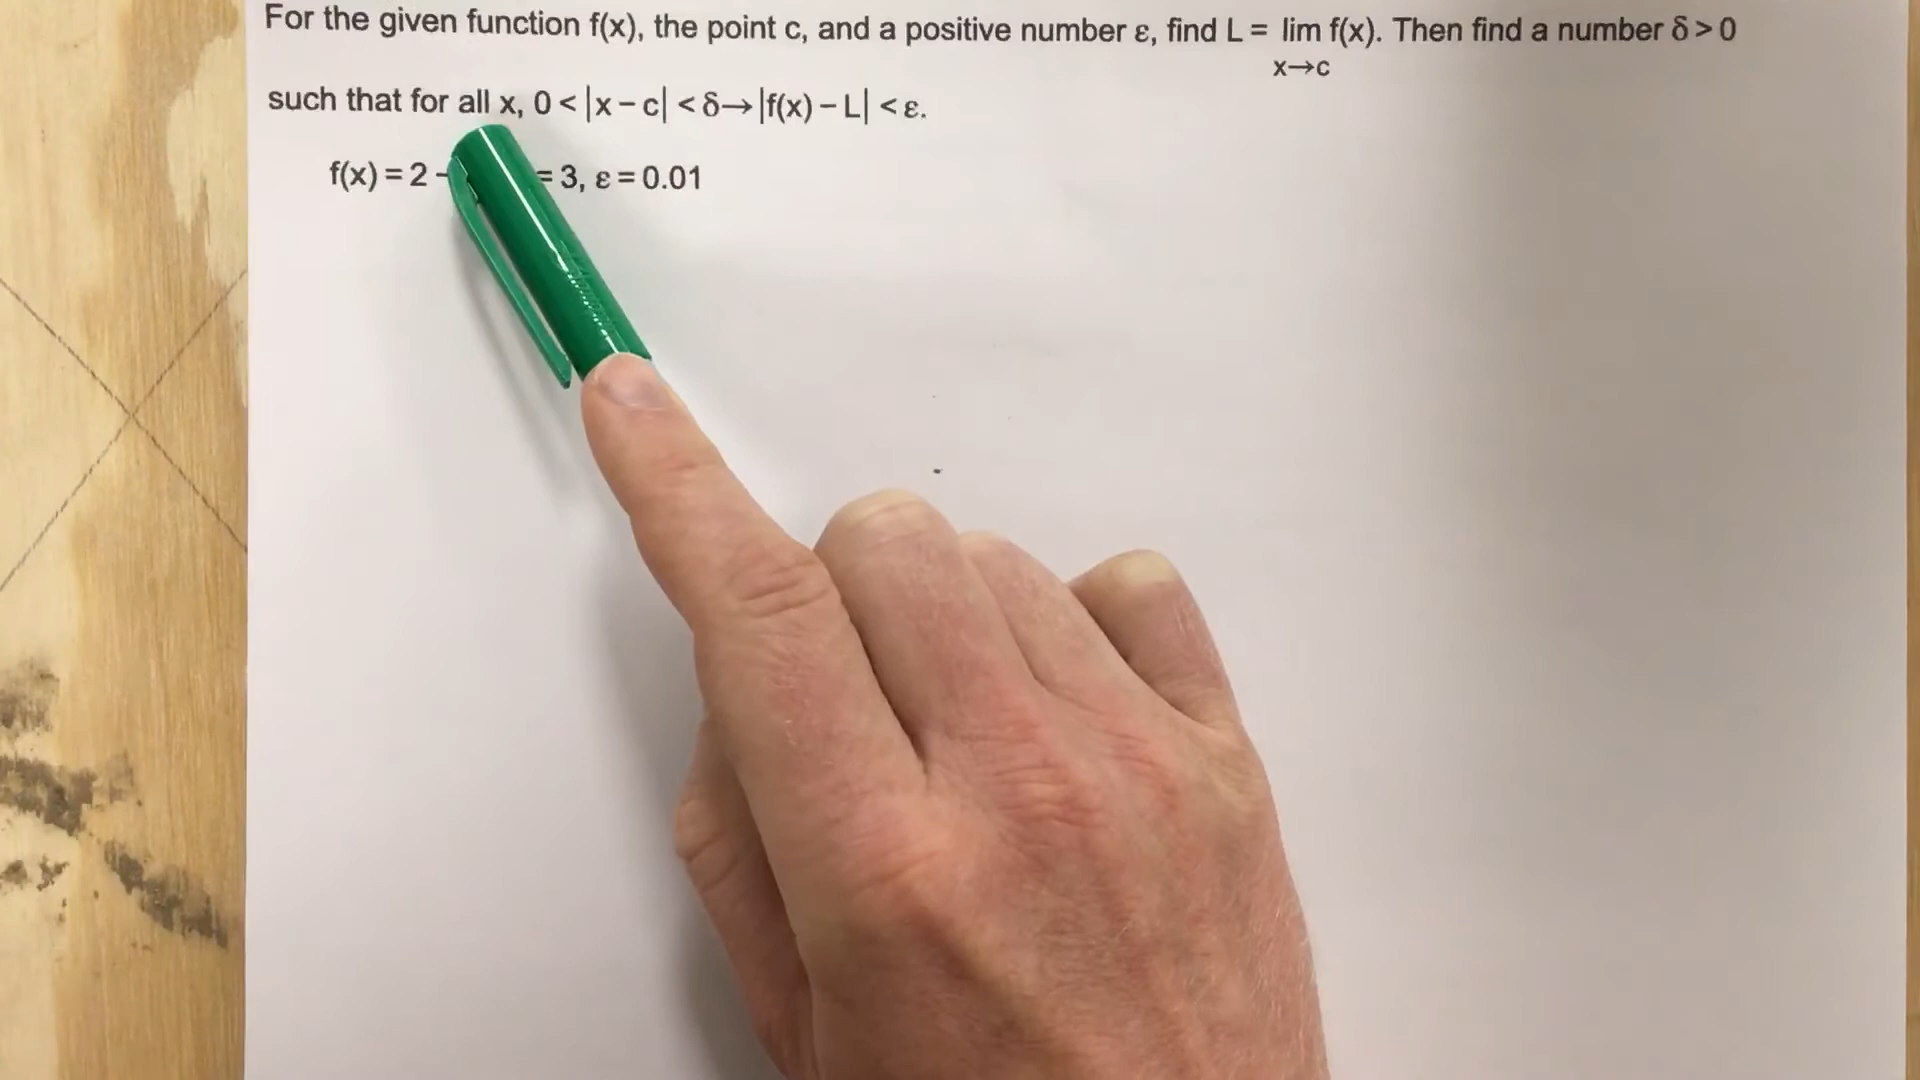 For the given function f(x), the point c, and a positive number ε, find L = lim f(x). Then find a number δ > 0
x→c
such that for all x, 0 < |x – c| < δ→|f(x) – L| < ε.
f(x) = 2 - = 3, ε = 0.01